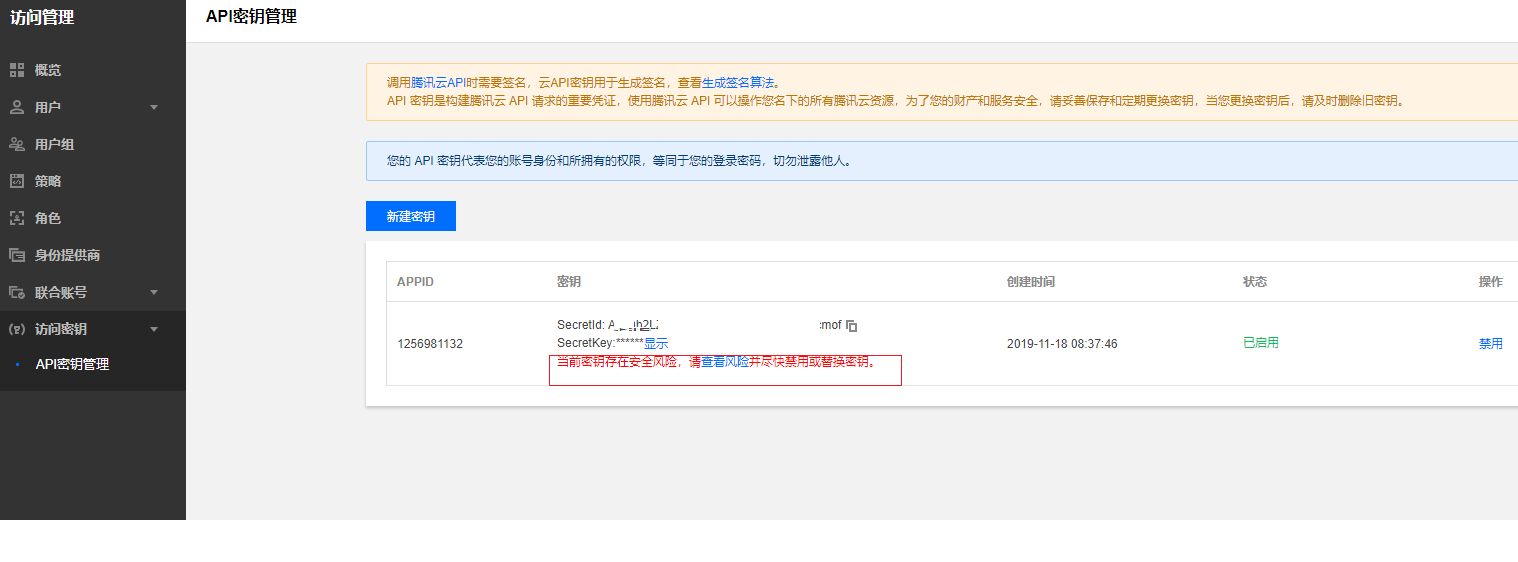 访问管理
API密钥管理
概览
用户
用户组
策略
角色
身份提供商
联合账号
访问密钥
API密钥管理
调用腾讯云API时需要签名，云API密钥用于生成签名，查看生成签名算法。
API 密钥是构建腾讯云 API 请求的重要凭证，使用腾讯云 API 可以操作您名下的所有腾讯云资源，为了您的财产和服务安全，请妥善保存和定期更换密钥，当您更换密钥后，请及时删除旧密钥。
您的 API 密钥代表您的账号身份和所拥有的权限，等同于您的登录密码，切勿泄露他人。
新建密钥
APPID 密钥 创建时间 状态 操作
SecretId: :mof
1256981132 SecretKey:******显示 2019-11-18 08:37:46 已启用 禁用
当前密钥存在安全风险，请查看风险并尽快禁用或替换密钥。